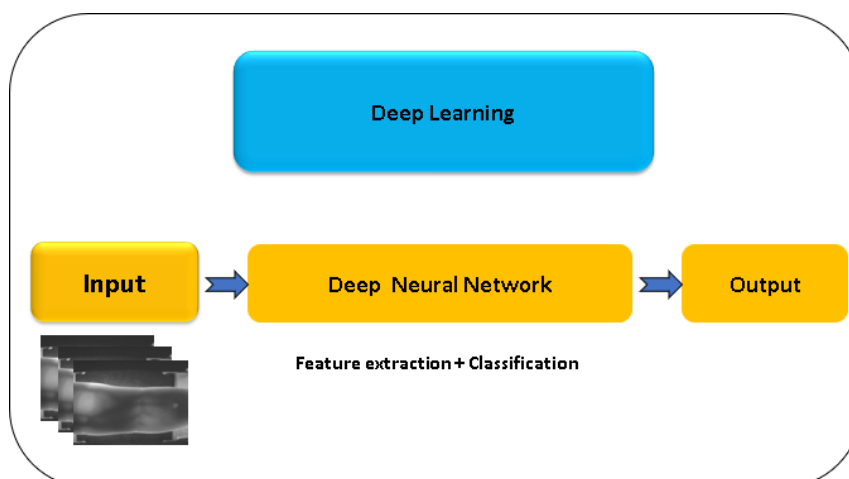 Deep Learning
Input
Deep Neural Network
Output
Feature extraction + Classification